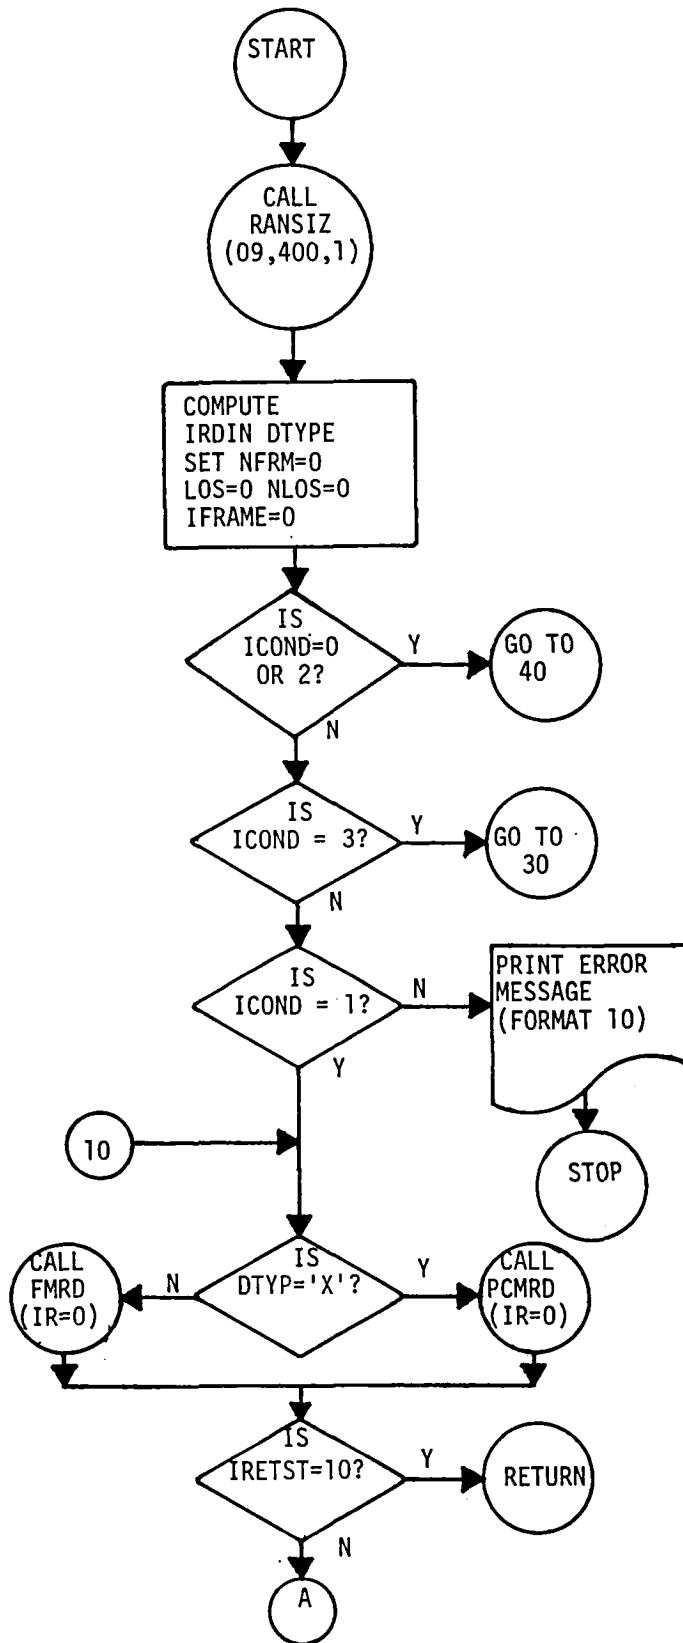 START
CALL
RANSIZ
(09,400,1)
COMPUTE
IRDIN DTYPE
SET NFRM=0
LOS=0 NLOS=0
IFRAME=0
IS
ICOND=0
OR 2?
Y
GO TO
40
N
IS
ICOND = 3?
Y
GO TO
30
N
IS
ICOND = 1?
N
PRINT ERROR
MESSAGE
(FORMAT 10)
Y
10
STOP
CALL
FMRD
(IR=0)
N
IS
DTYP='X'?
Y
CALL
PCMRD
(IR=0)
IS
IRETST=10?
Y
RETURN
N
A